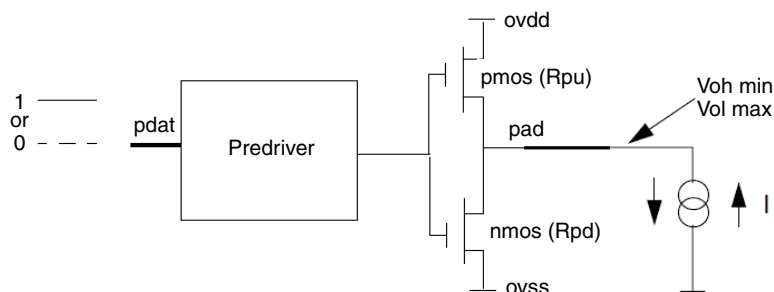 ovdd
pmos (Rpu)
Voh min
Vol max
1
or
0
pdat
Predriver
pad
I
nmos (Rpd)
ovss